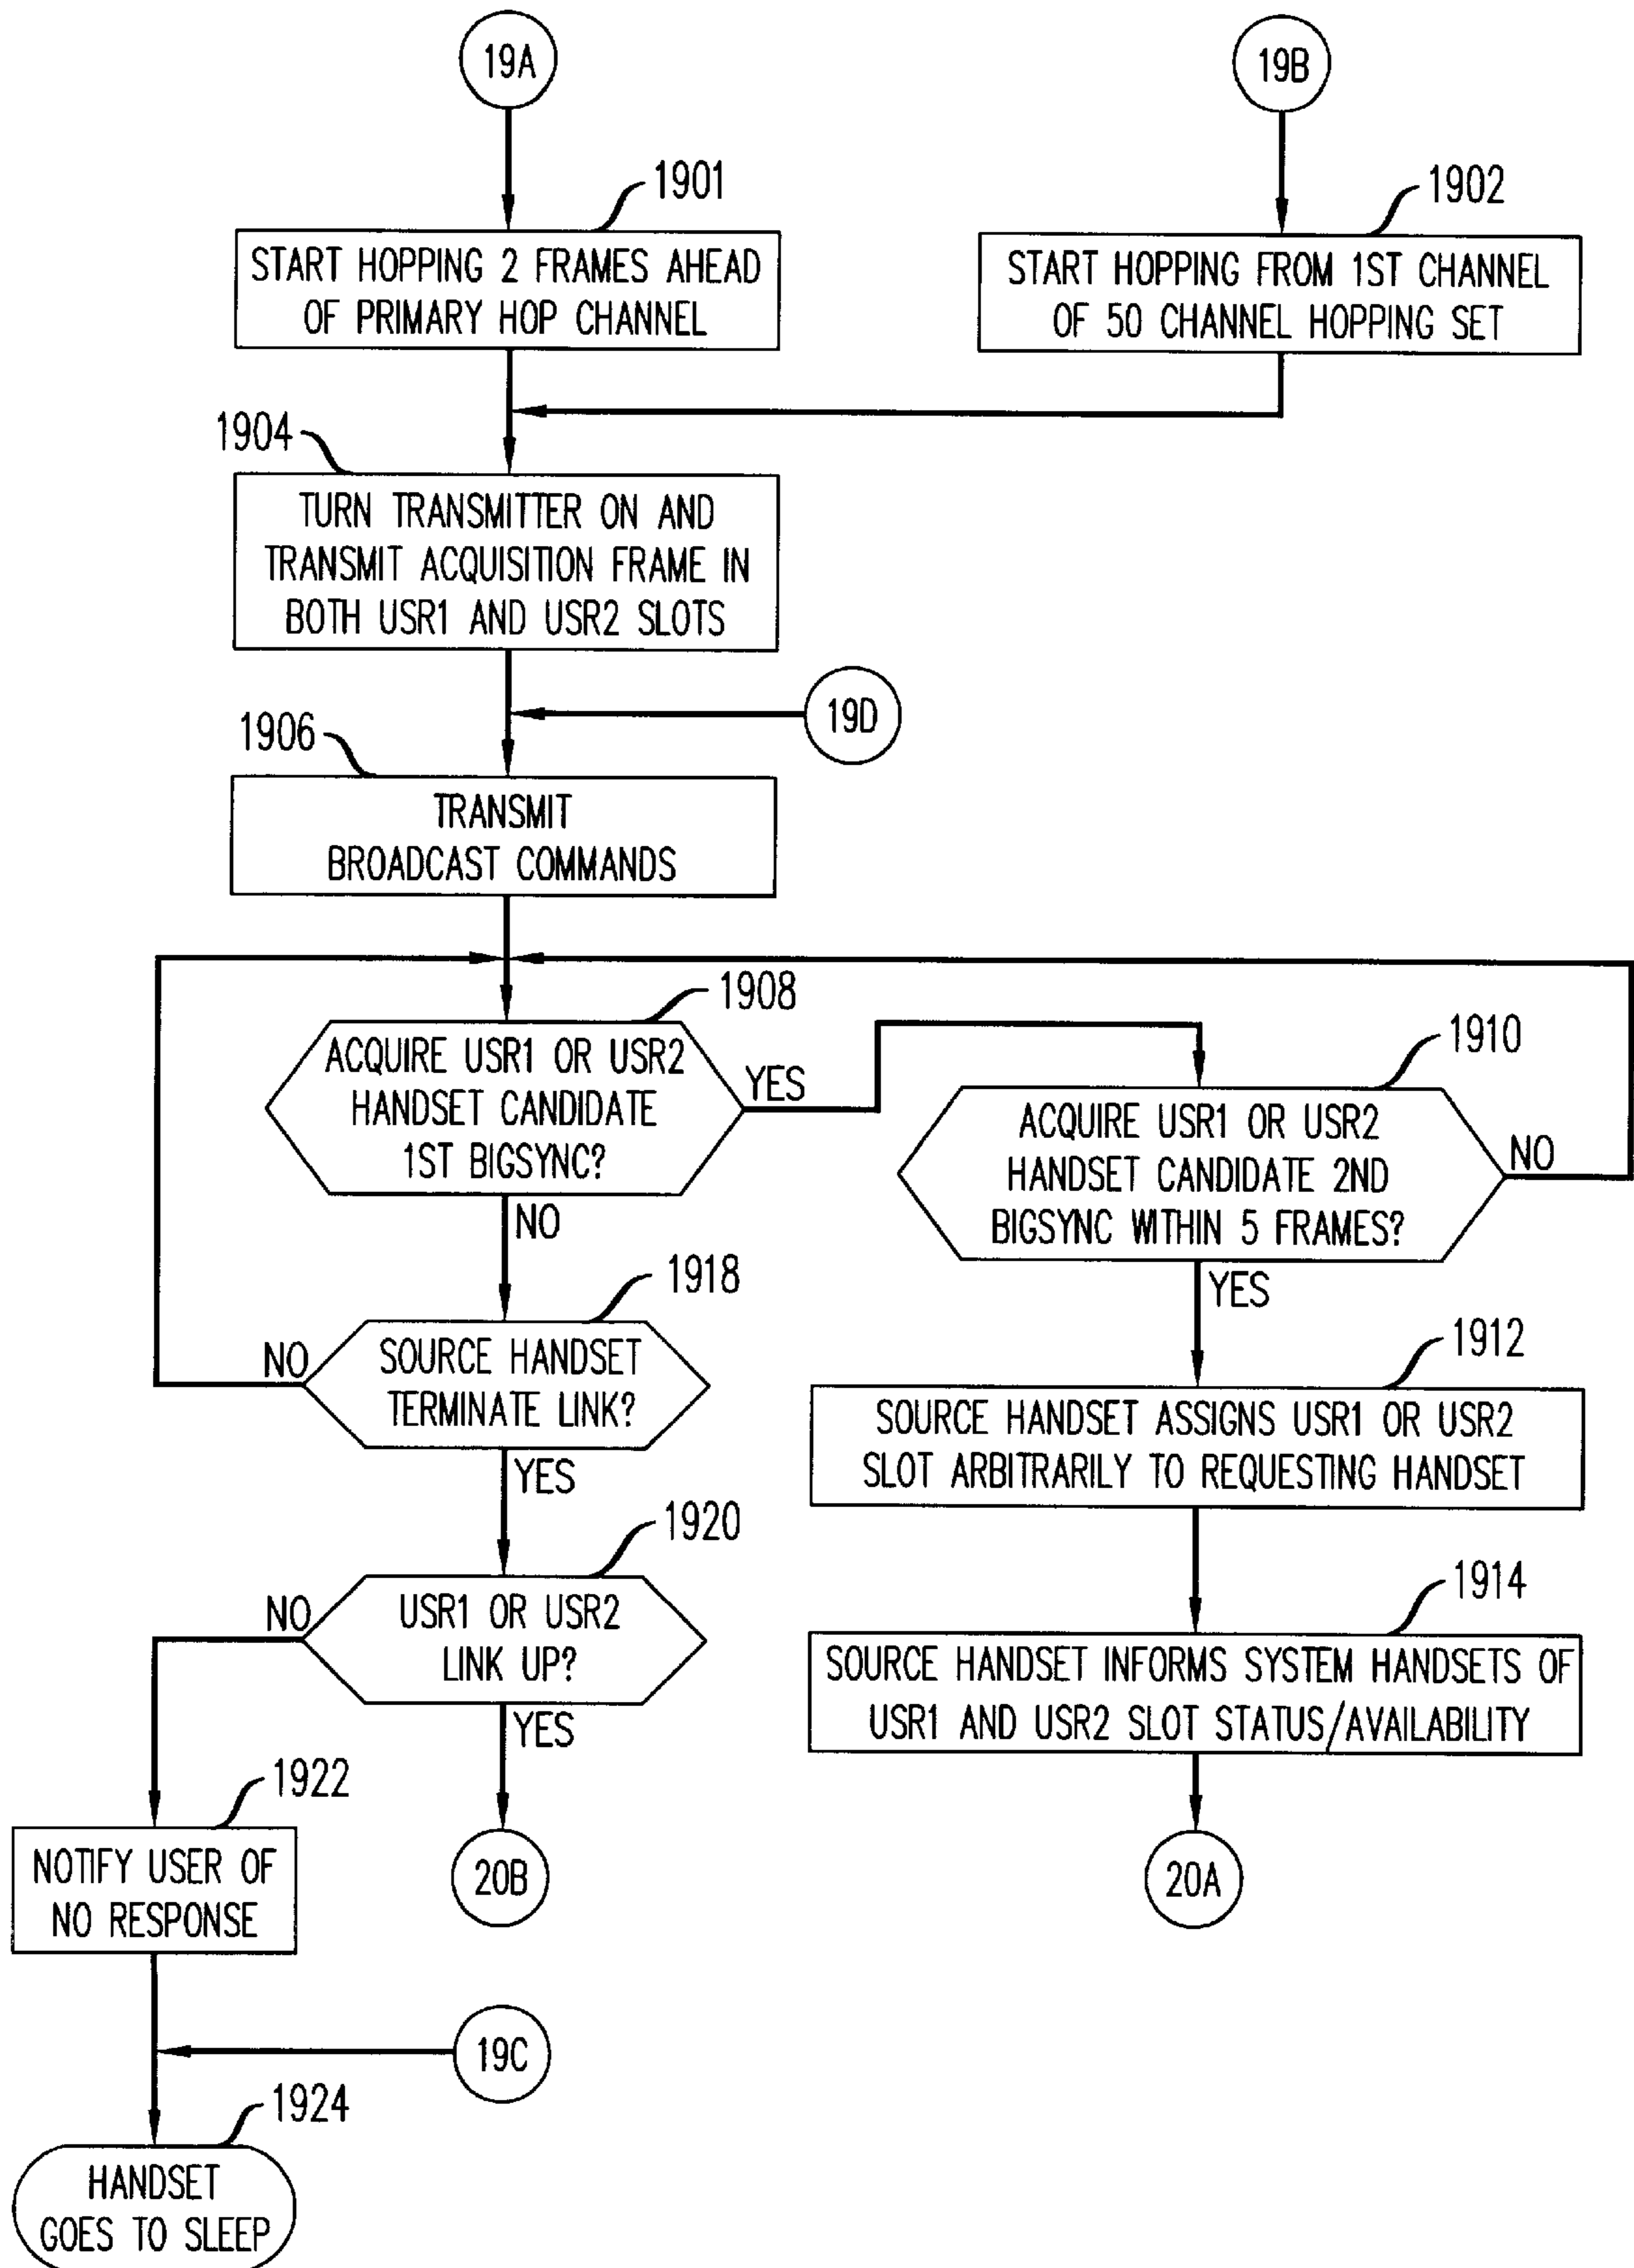 19A
19B
1901
1902
START HOPPING 2 FRAMES AHEAD
OF PRIMARY HOP CHANNEL
START HOPPING FROM 1ST CHANNEL
OF 50 CHANNEL HOPPING SET
1904
TURN TRANSMITTER ON AND
TRANSMIT ACQUISITION FRAME IN
BOTH USR1 AND USR2 SLOTS
19D
1906
TRANSMIT
BROADCAST COMMANDS
1908
ACQUIRE USR1 OR USR2
HANDSET CANDIDATE
1ST BIGSYNC?
YES
NO
1910
ACQUIRE USR1 OR USR2
HANDSET CANDIDATE 2ND
BIGSYNC WITHIN 5 FRAMES?
NO
YES
1918
SOURCE HANDSET
TERMINATE LINK?
NO
YES
1912
SOURCE HANDSET ASSIGNS USR1 OR USR2
SLOT ARBITRARILY TO REQUESTING HANDSET
1920
USR1 OR USR2
LINK UP?
NO
YES
1914
SOURCE HANDSET INFORMS SYSTEM HANDSETS OF
USR1 AND USR2 SLOT STATUS/AVAILABILITY
1922
NOTIFY USER OF
NO RESPONSE
20B
20A
19C
1924
HANDSET
GOES TO SLEEP